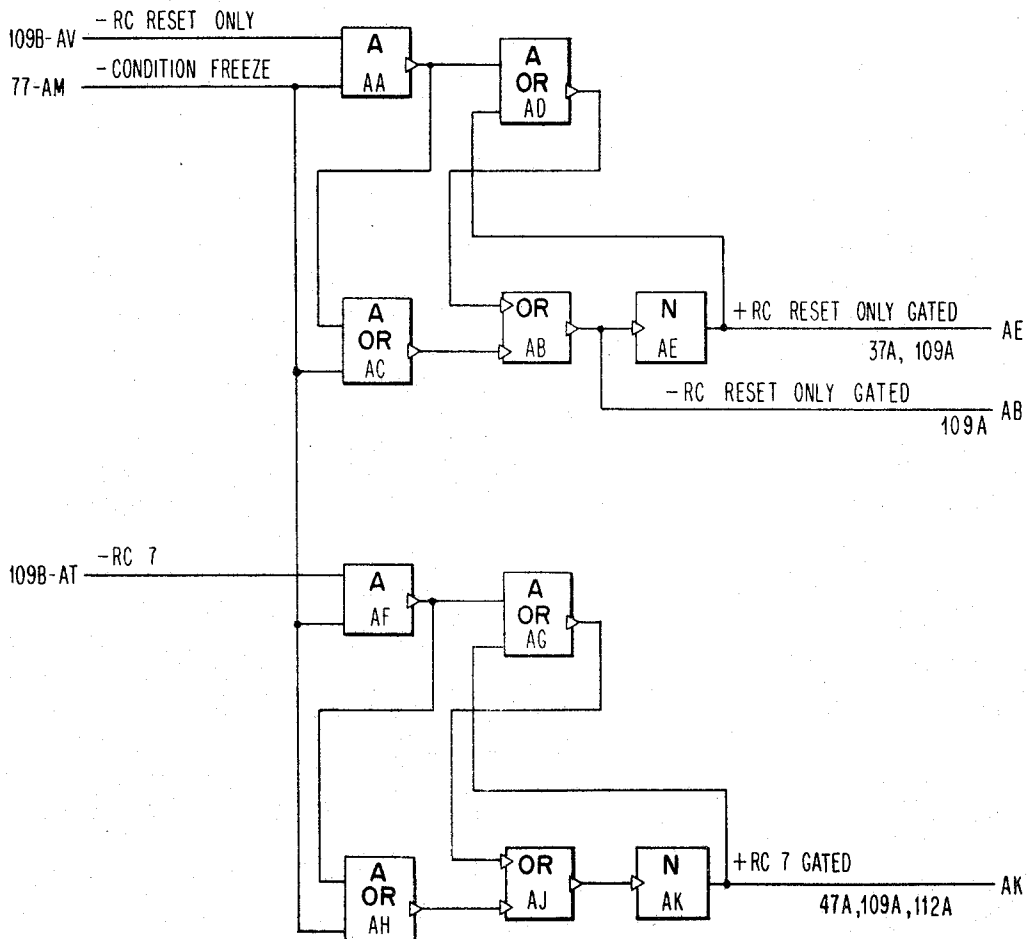 -RC RESET ONLY
109B-AV
-CONDITION FREEZE
77-AM
A
AA
A
OR
AD
A
OR
AC
OR
AB
N
AE
+RC RESET ONLY GATED
AE
37A, 109A
-RC RESET ONLY GATED
AB
109A
-RC 7
109B-AT
A
AF
A
OR
AG
A
OR
AH
OR
AJ
N
AK
+RC 7 GATED
AK
47A,109A,112A